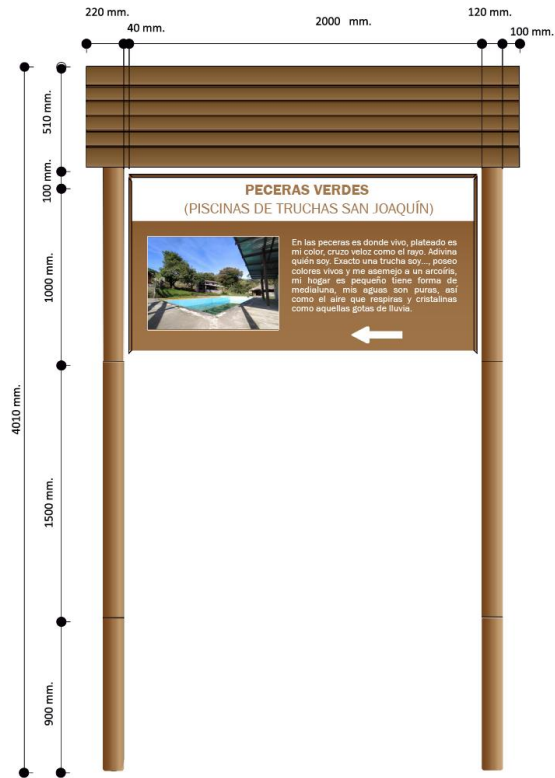 220 mm.
40 mm.
2000 mm.
120 mm.
100 mm.
510 mm.
100 mm.
1000 mm.
4010 mm.
1500 mm.
900 mm.
PECERAS VERDES
(PISCINAS DE TRUCHAS SAN JOAQUÍN)
En las peceras es donde vivo, plateado es
mi color, cruzo veloz como el rayo. Adivina
quién soy. Exacto una trucha soy..., poseo
colores vivos y me asemejo a un arcoíris,
mi hogar es pequeño tiene forma de
medialuna, mis aguas son puras, así
como el aire que respiras y cristalinas
como aquellas gotas de lluvia.